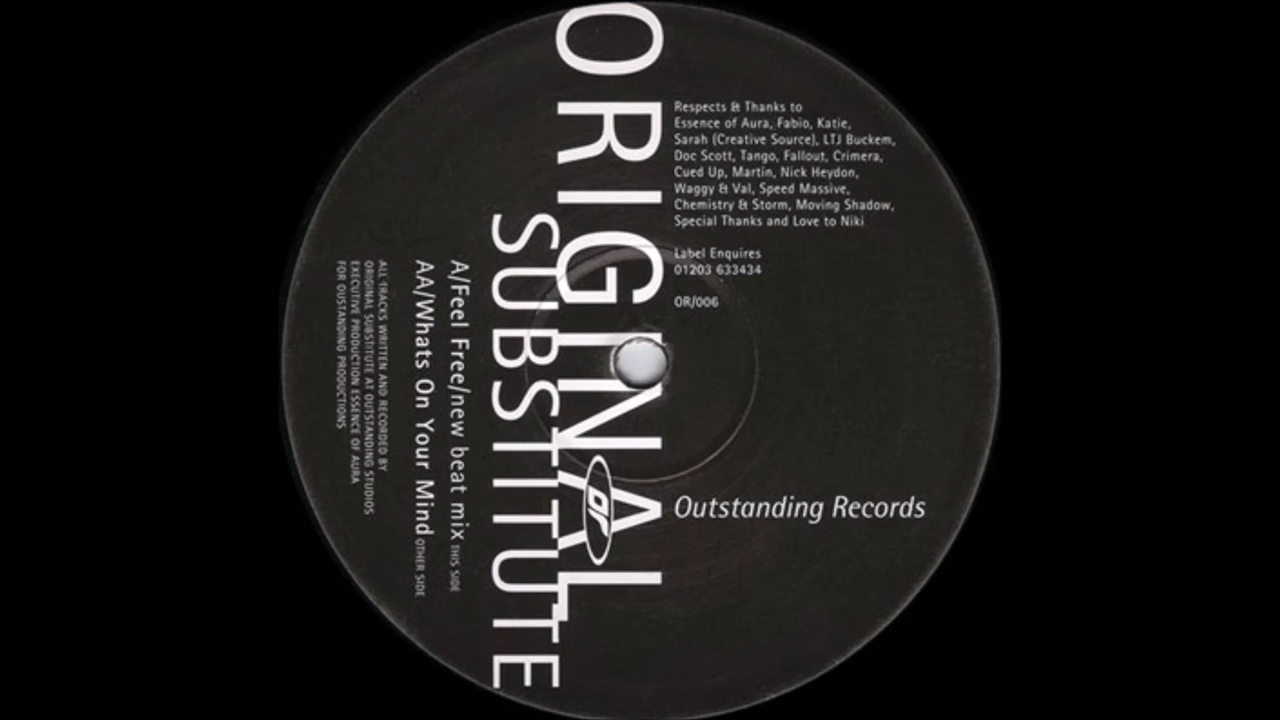 ORIGINAL
SUBSTITUTE
Respects & Thanks to
Essence of Aura, Fabio, Katie,
Sarah (Creative Source), LTJ Buckem,
Doc Scott, Tango, Fallout, Crimera,
Cued Up, Martin, Nick Heydon,
Waggy & Val, Speed Massive,
Chemistry & Storm, Moving Shadow,
Special Thanks and Love to Niki
Label Enquires
01203 633434
OR/006
or
Outstanding Records
A/Feel Free/new beat mix THIS SIDE
AA/Whats On Your Mind OTHER SIDE
ALL TRACKS WRITTEN AND RECORDED BY
ORIGINAL SUBSTITUTE AT OUTSTANDING STUDIOS
EXECUTIVE PRODUCTION ESSENCE OF AURA
FOR OUSTANDING PRODUCTIONS